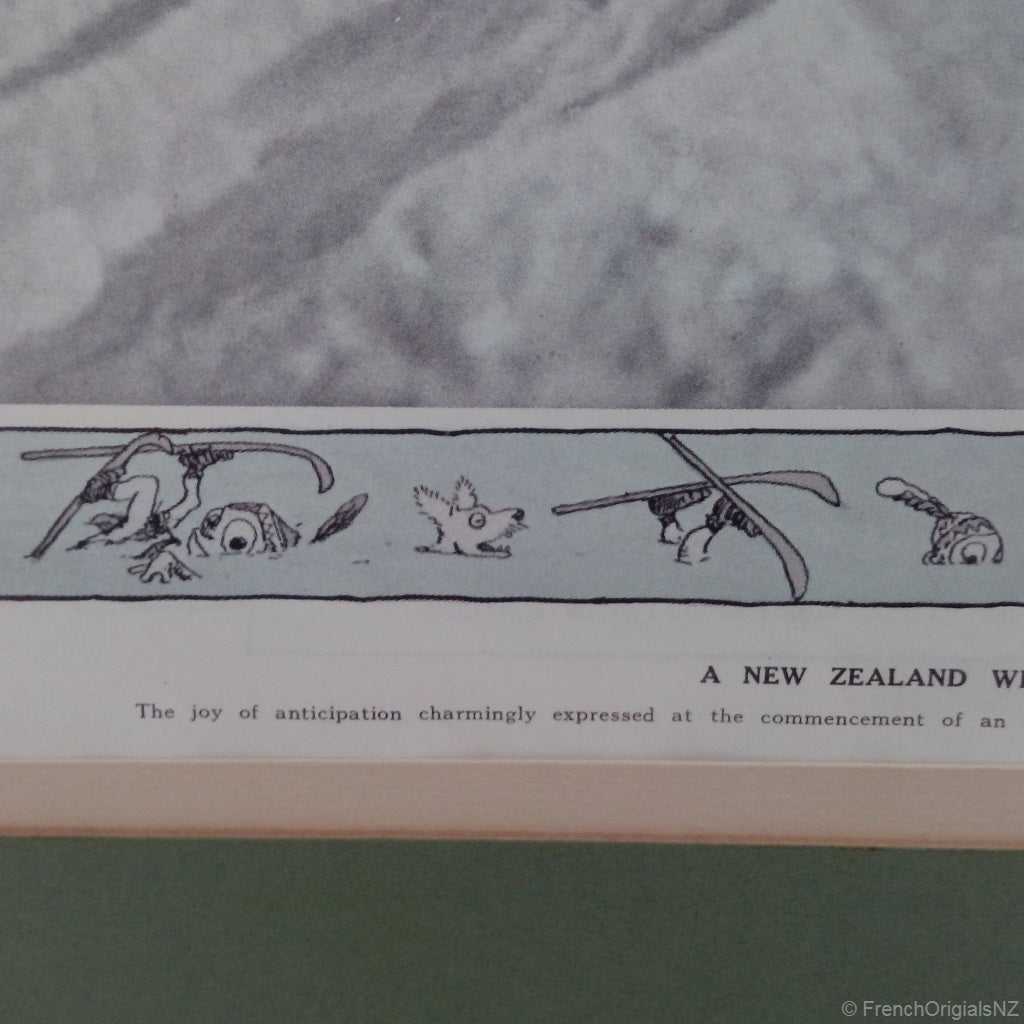 A NEW ZEALAND
The joy of anticipation charmingly expressed at the commencement of an
© FrenchOrigialsNZ